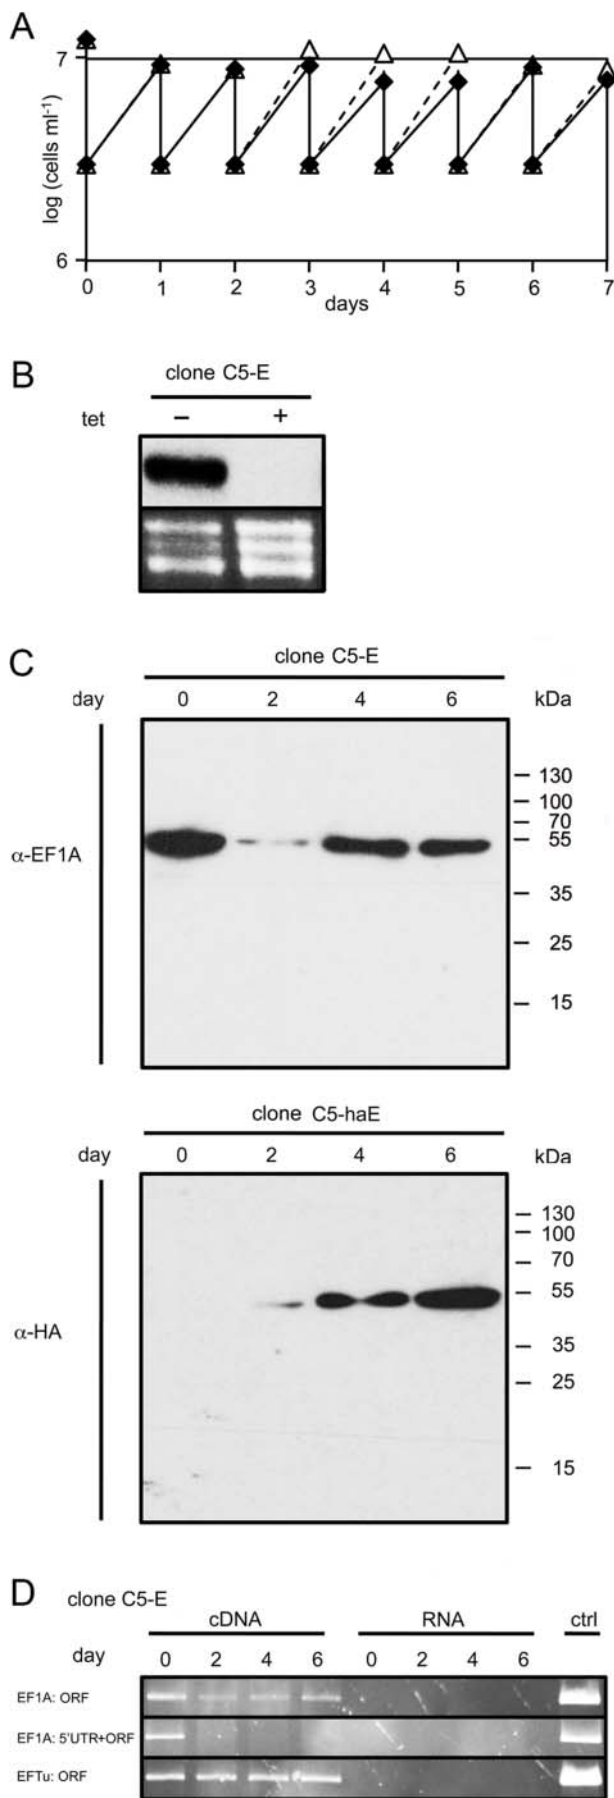 A
7
log (cells ml-1)
6
0 1 2 3 4 5 6 7
days
B
clone C5-E
tet – +
C
clone C5-E
day 0 2 4 6 kDa
α-EF1A
130
100
70
55
35
25
15
clone C5-haE
day 0 2 4 6 kDa
α-HA
130
100
70
55
35
25
15
D
clone C5-E
cDNA RNA ctrl
day 0 2 4 6 0 2 4 6
EF1A: ORF
EF1A: 5'UTR+ORF
EFTu: ORF